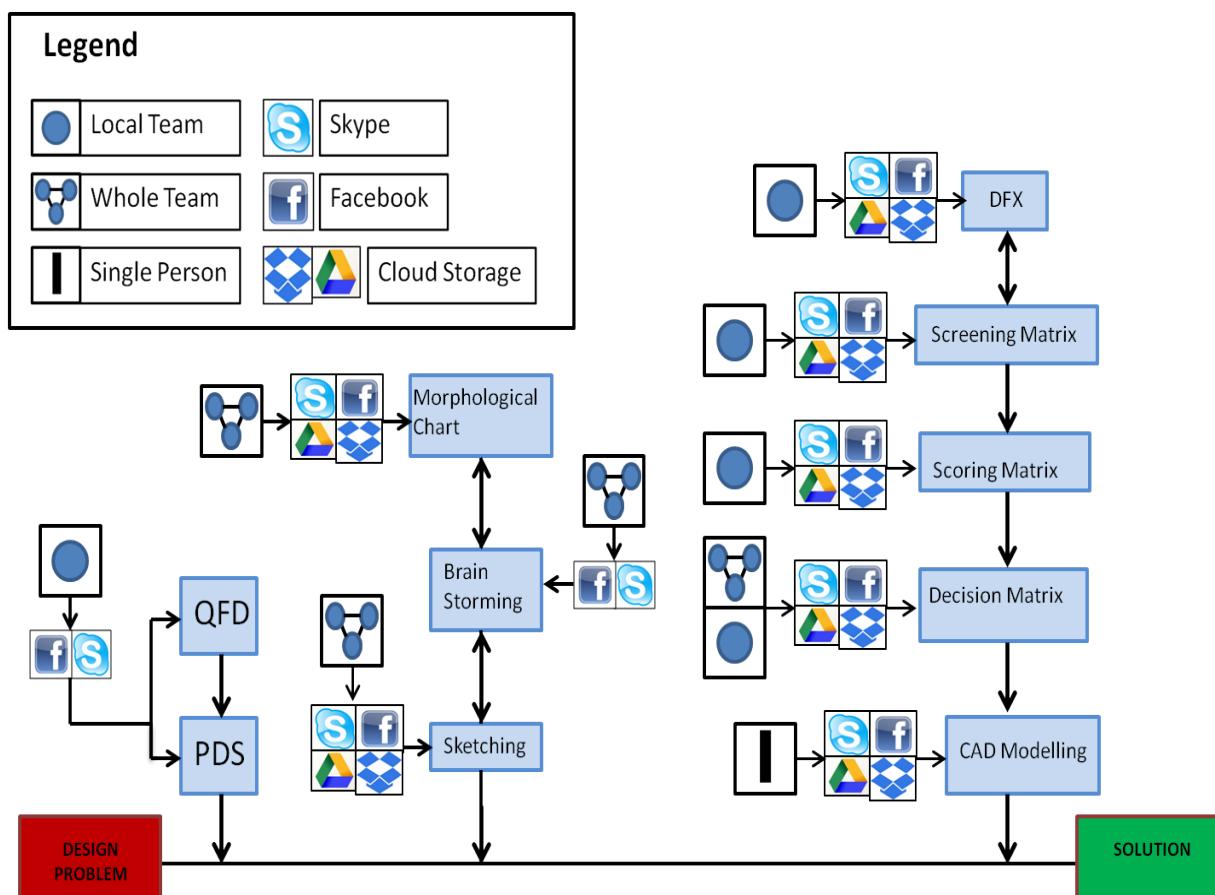 Legend
Local Team
Skype
Whole Team
Facebook
Single Person
Cloud Storage
DFX
Screening Matrix
Morphological
Chart
Scoring Matrix
Brain
Storming
Decision Matrix
QFD
PDS
Sketching
CAD Modelling
DESIGN
PROBLEM
SOLUTION